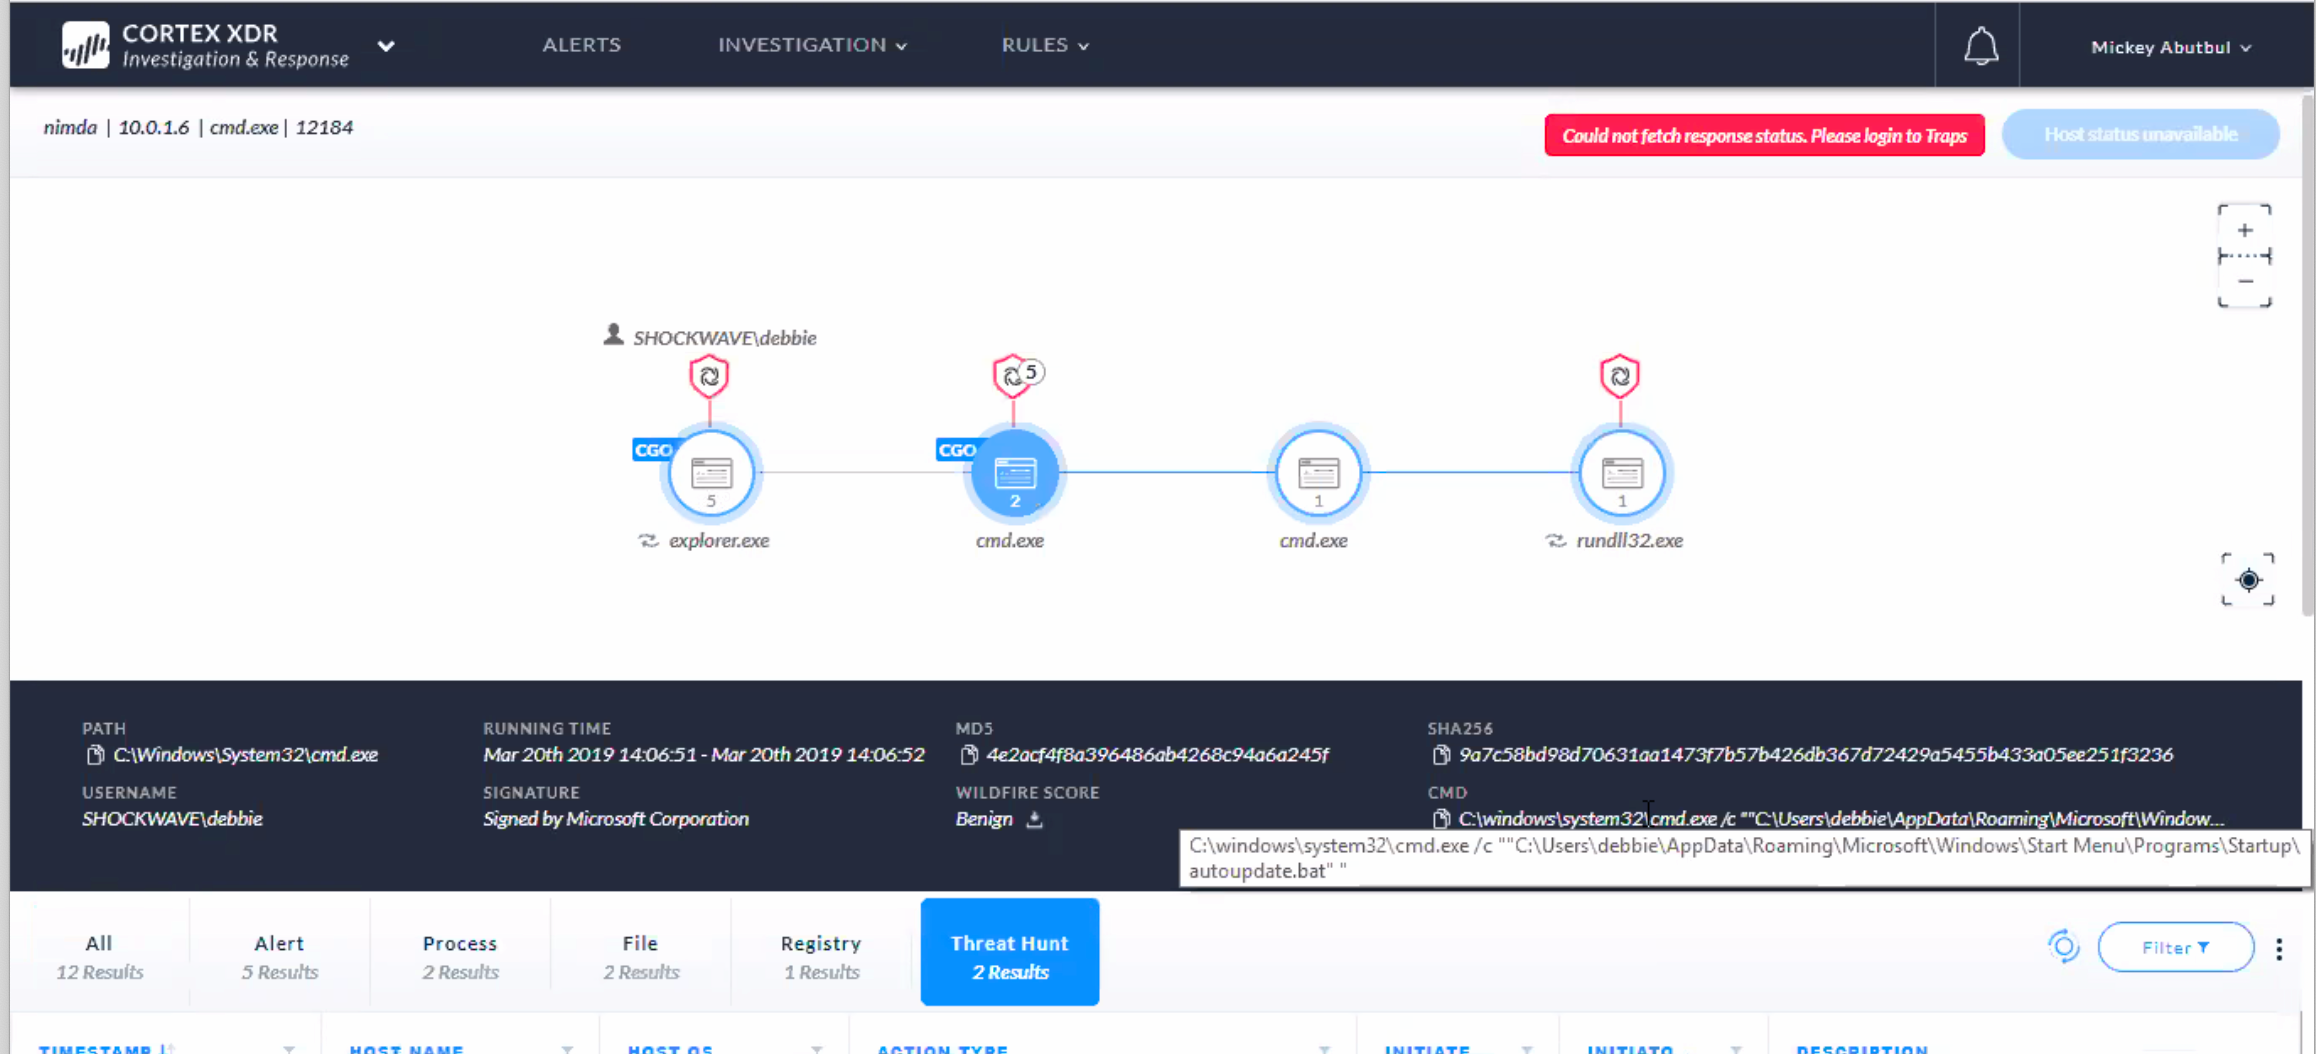 CORTEX XDR
Investigation & Response
ALERTS
INVESTIGATION
RULES
Mickey Abutbul
nimda | 10.0.1.6 | cmd.exe | 12184
Could not fetch response status. Please login to Traps
Host status unavailable
SHOCKWAVE\debbie
5
CGO
CGO
5
2
1
1
explorer.exe
cmd.exe
cmd.exe
rundll32.exe
PATH
C:\Windows\System32\cmd.exe
RUNNING TIME
Mar 20th 2019 14:06:51 - Mar 20th 2019 14:06:52
MD5
4e2acf4f8a396486ab4268c94a6a245f
SHA256
9a7c58bd98d70631aa1473f7b57b426db367d72429a5455b433a05ee251f3236
USERNAME
SHOCKWAVE\debbie
SIGNATURE
Signed by Microsoft Corporation
WILDFIRE SCORE
Benign
CMD
C:\windows\system32\cmd.exe /c ""C:\Users\debbie\AppData\Roaming\Microsoft\Window...
C:\windows\system32\cmd.exe /c ""C:\Users\debbie\AppData\Roaming\Microsoft\Windows\Start Menu\Programs\Startup\
autoupdate.bat" "
All
12 Results
Alert
5 Results
Process
2 Results
File
2 Results
Registry
1 Results
Threat Hunt
2 Results
Filter
TIMESTAMP
HOST NAME
HOST OS
ACTION TYPE
INITIATE
INITIATO
DESCRIPTION